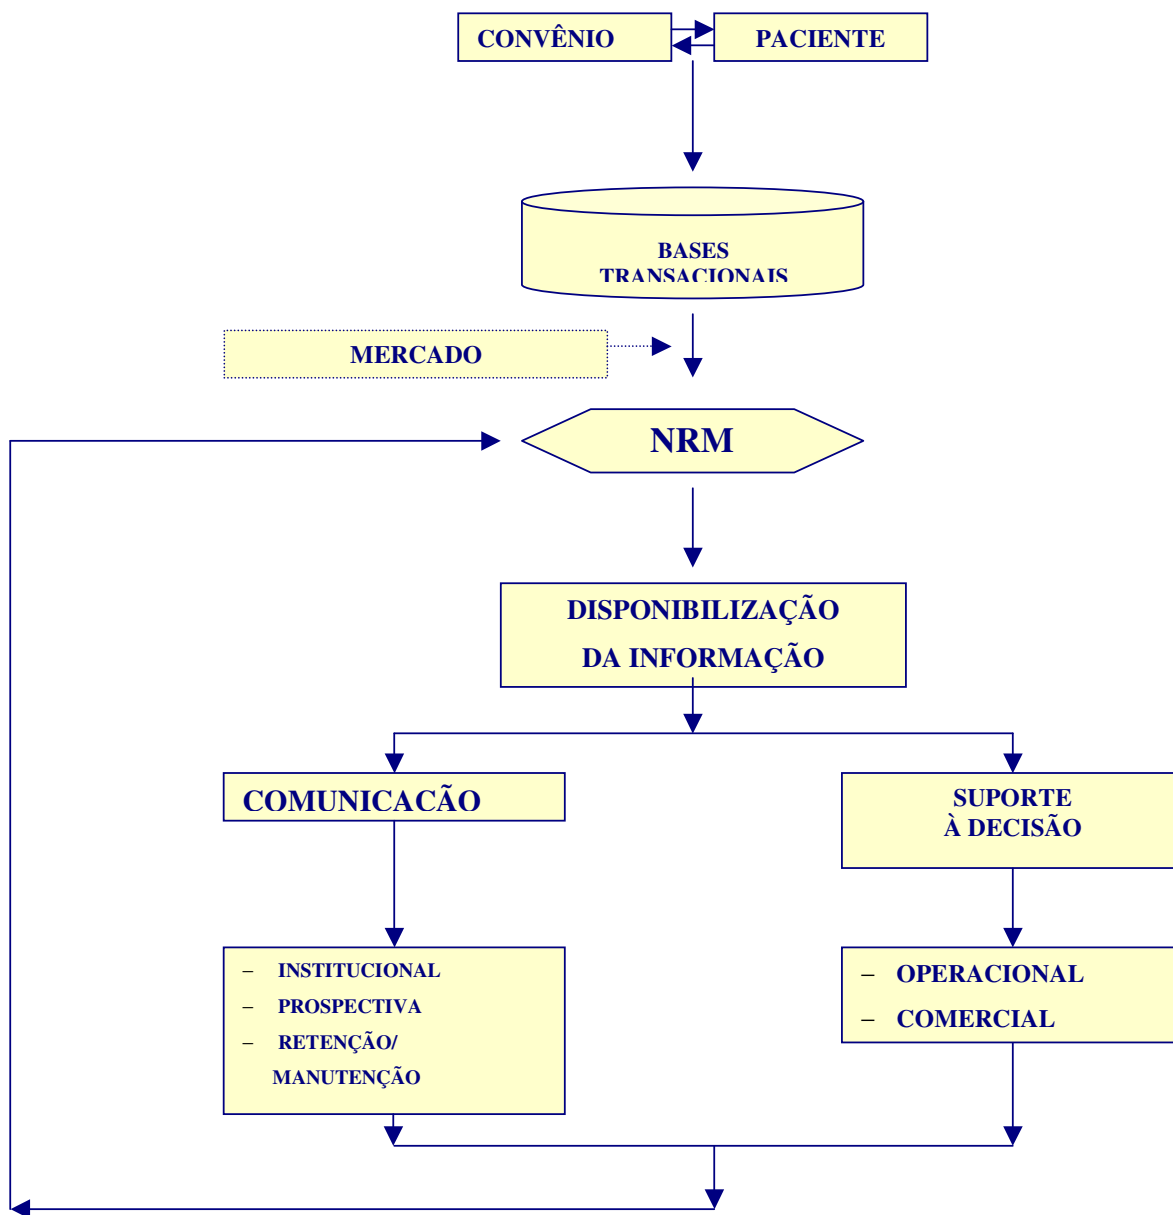 CONVÊNIO
PACIENTE
BASES
TRANSACIONAIS
MERCADO
NRM
DISPONIBILIZAÇÃO
DA INFORMAÇÃO
COMUNICACÃO
SUPORTE
À DECISÃO
– INSTITUCIONAL
– PROSPECTIVA
– RETENÇÃO/
MANUTENÇÃO
– OPERACIONAL
– COMERCIAL